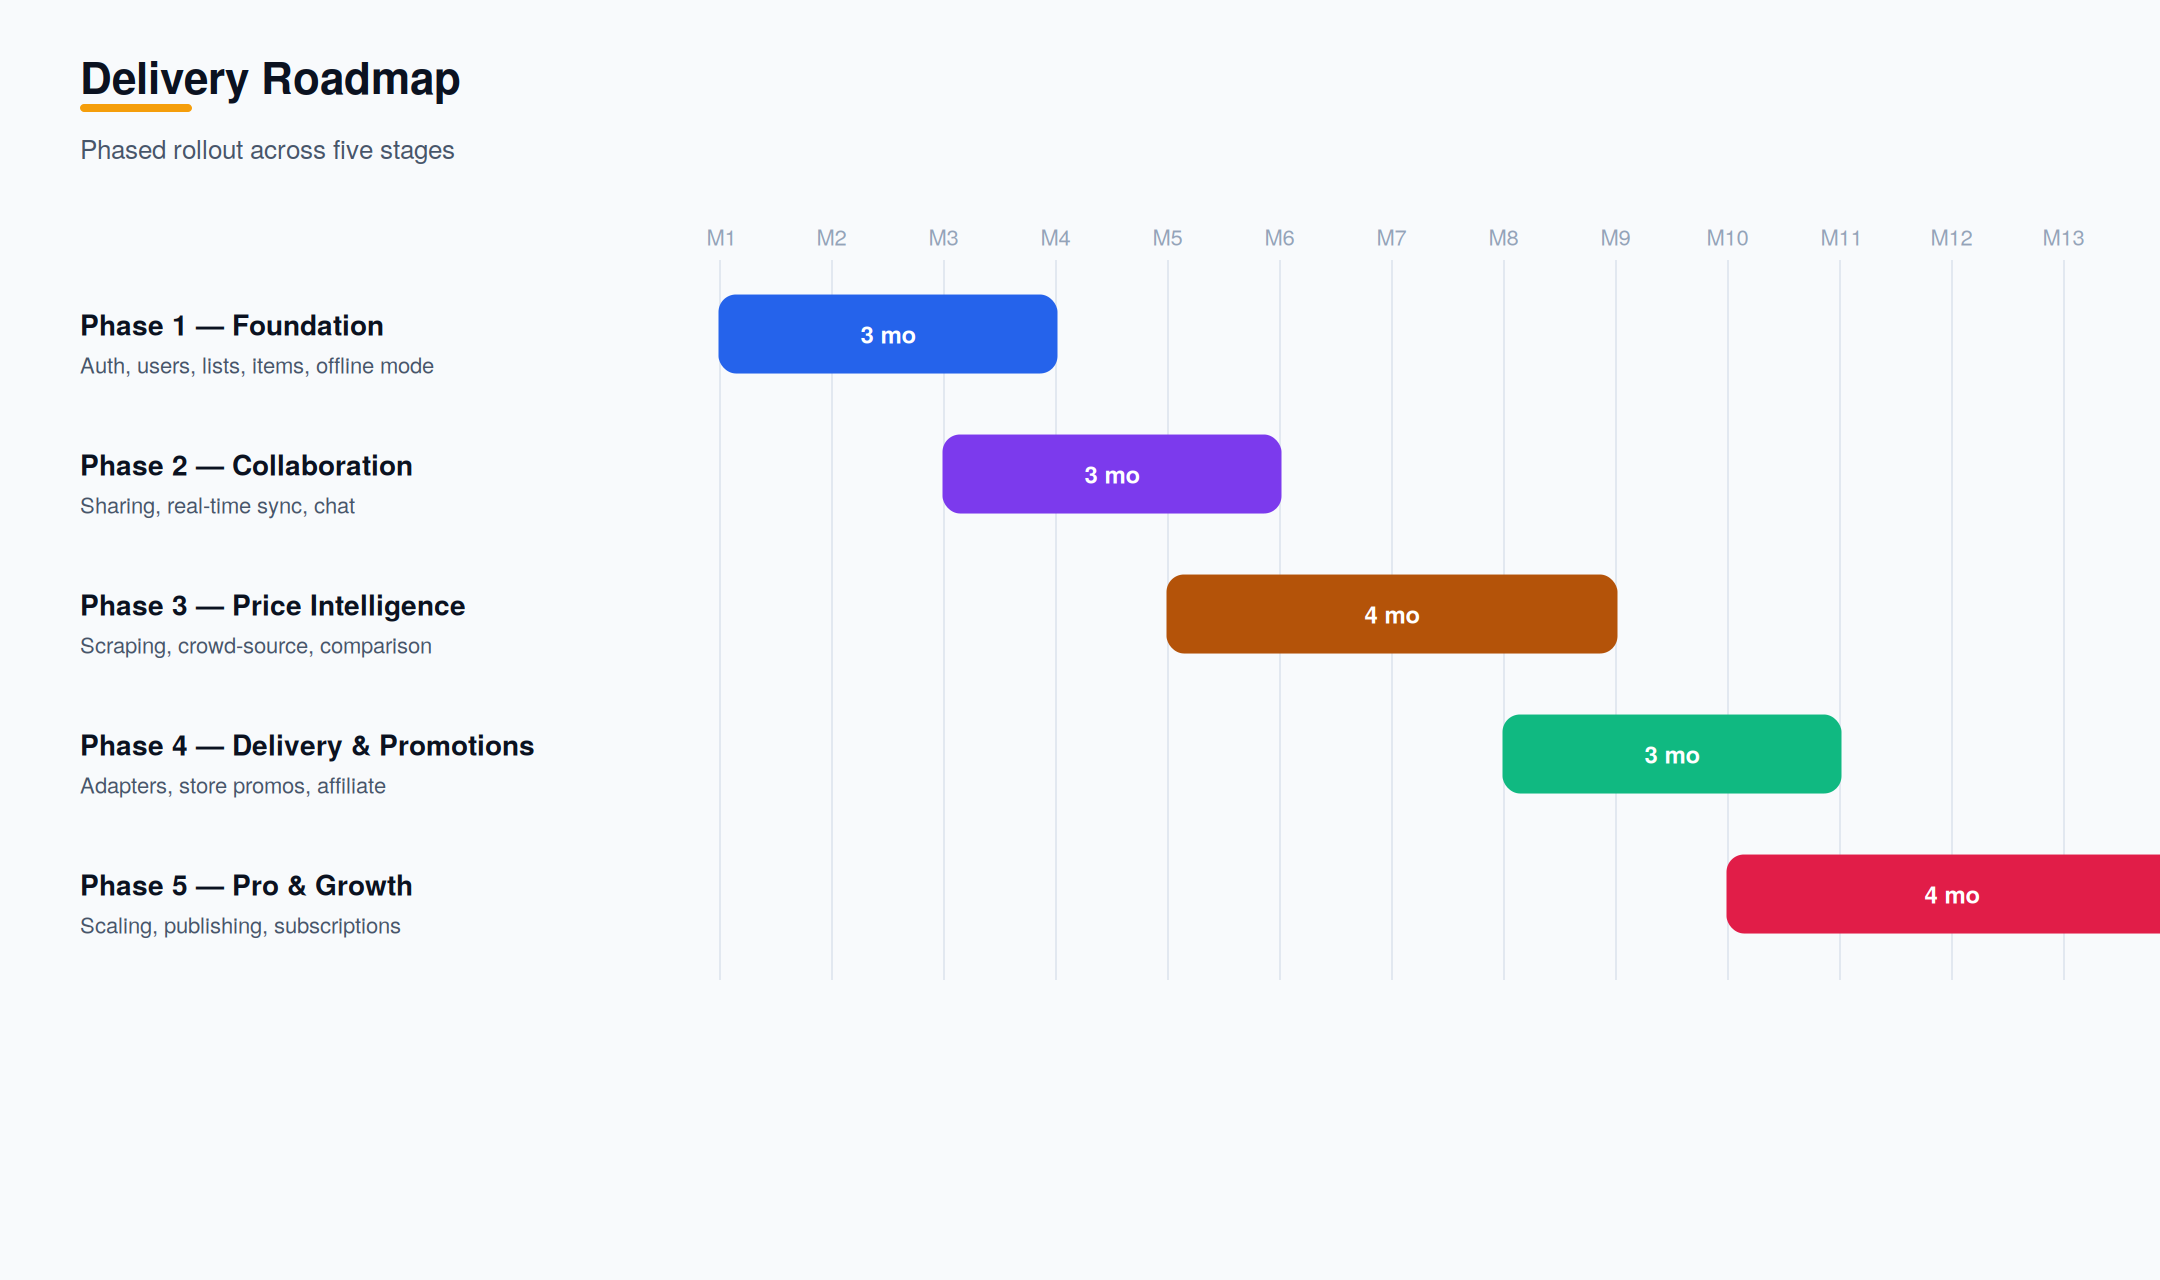 Delivery Roadmap
Phased rollout across five stages
M1 M2 M3 M4 M5 M6 M7 M8 M9 M10 M11 M12 M13
Phase 1 — Foundation
Auth, users, lists, items, offline mode
3 mo
Phase 2 — Collaboration
Sharing, real-time sync, chat
3 mo
Phase 3 — Price Intelligence
Scraping, crowd-source, comparison
4 mo
Phase 4 — Delivery & Promotions
Adapters, store promos, affiliate
3 mo
Phase 5 — Pro & Growth
Scaling, publishing, subscriptions
4 mo